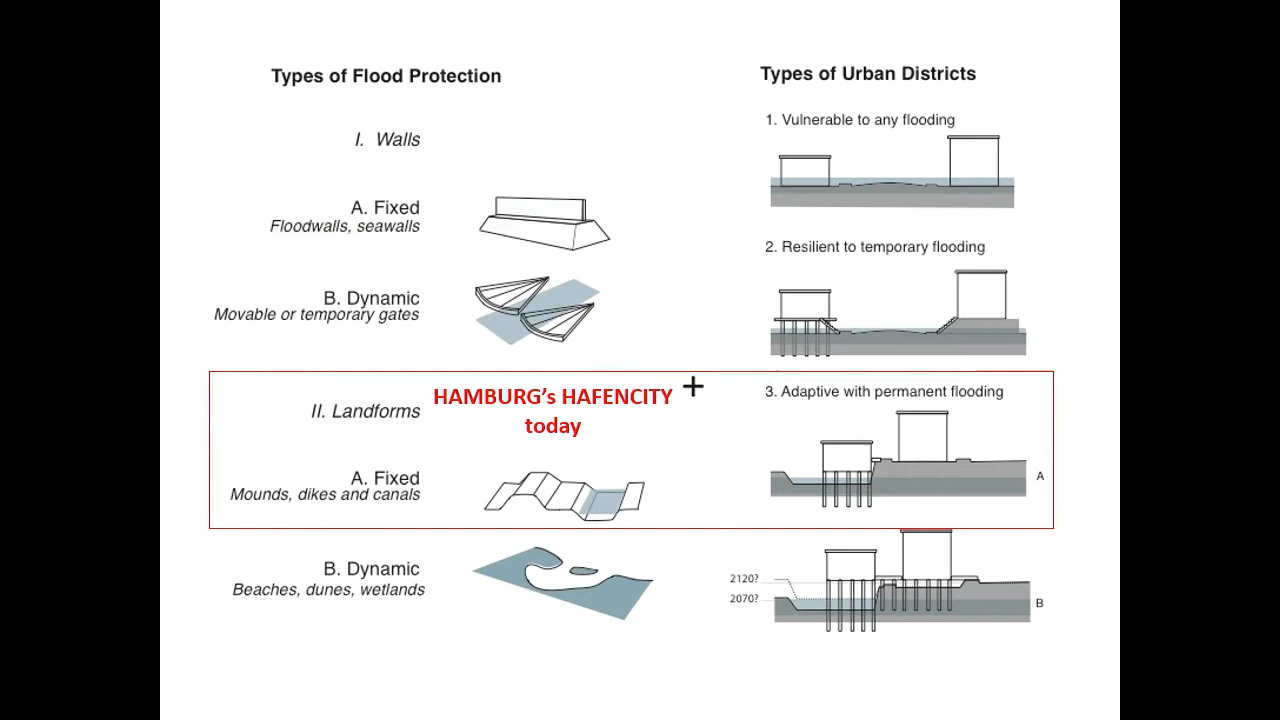 Types of Flood Protection
I. Walls
A. Fixed
Floodwalls, seawalls
B. Dynamic
Movable or temporary gates
HAMBURG's HAFENCITY +
today
II. Landforms
A. Fixed
Mounds, dikes and canals
B. Dynamic
Beaches, dunes, wetlands
Types of Urban Districts
1. Vulnerable to any flooding
2. Resilient to temporary flooding
3. Adaptive with permanent flooding
A
2120?
2070?
B